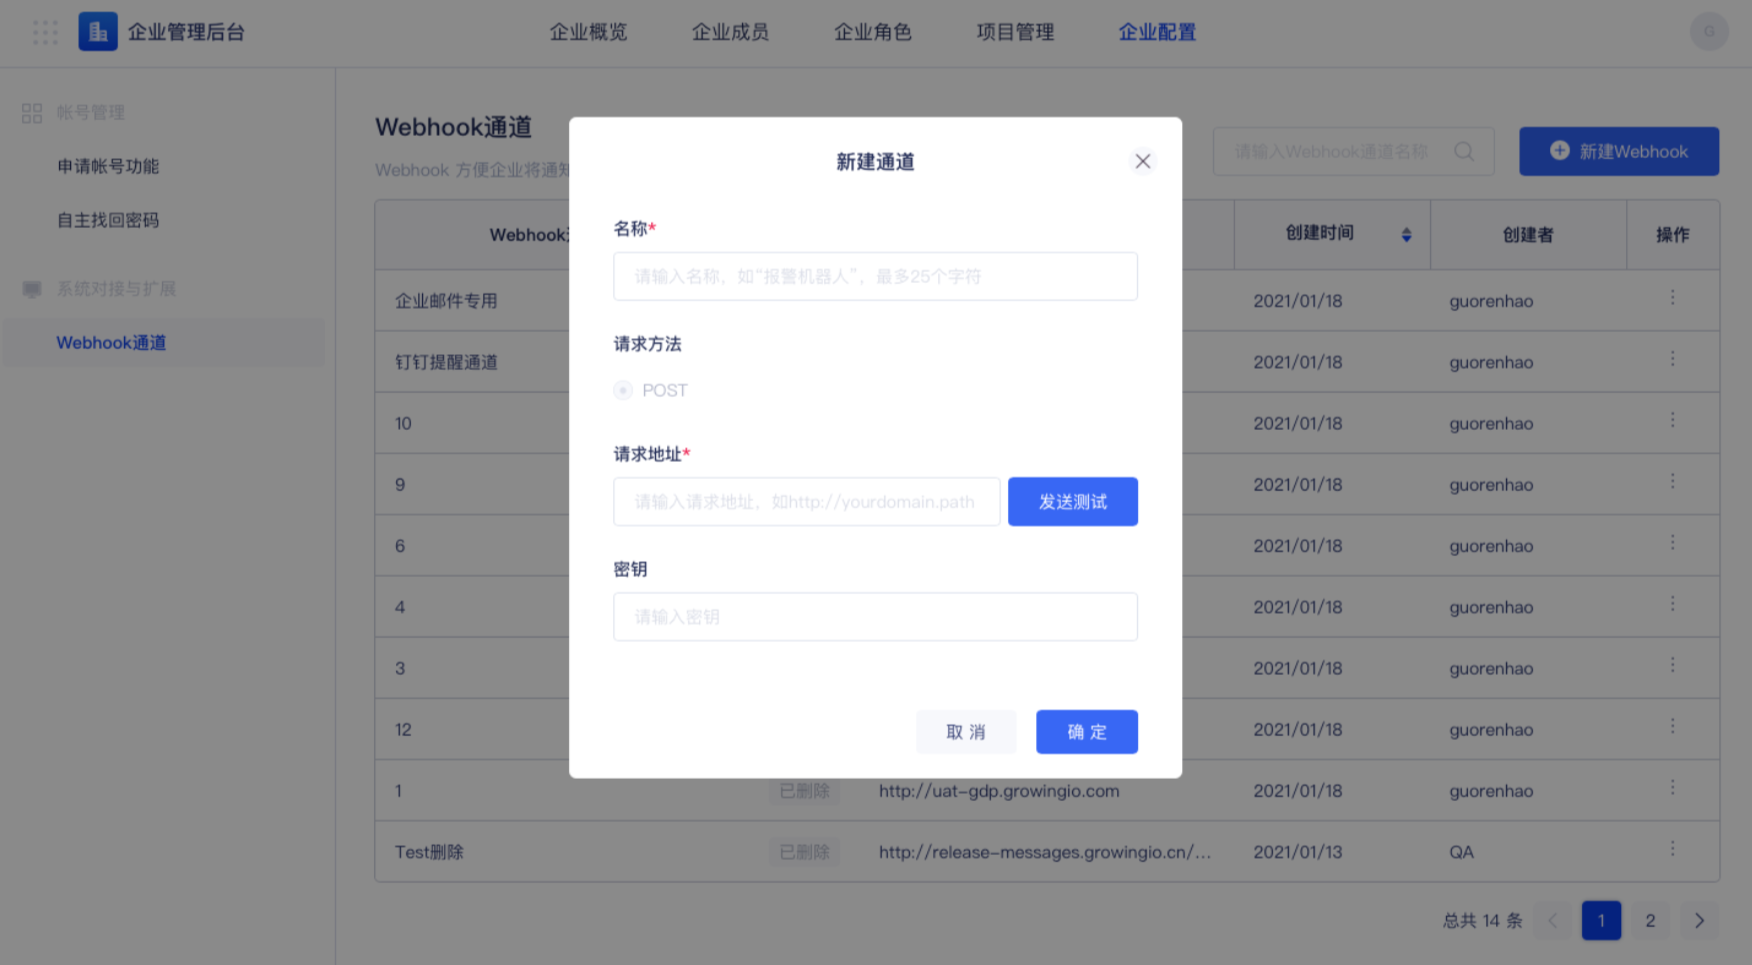 企业管理后台
企业概览 企业成员 企业角色 项目管理 企业配置
G
帐号管理
申请帐号功能
自主找回密码
系统对接与扩展
Webhook通道
Webhook通道
Webhook 方便企业将通知
请输入Webhook通道名称
新建Webhook
Webhook 创建时间 创建者 操作
企业邮件专用 2021/01/18 guorenhao
钉钉提醒通道 2021/01/18 guorenhao
10 2021/01/18 guorenhao
9 2021/01/18 guorenhao
6 2021/01/18 guorenhao
4 2021/01/18 guorenhao
3 2021/01/18 guorenhao
12 2021/01/18 guorenhao
1 已删除 http://uat-gdp.growingio.com 2021/01/18 guorenhao
Test删除 已删除 http://release-messages.growingio.cn/... 2021/01/13 QA
总共 14 条 1 2
新建通道
名称*
请输入名称，如“报警机器人”，最多25个字符
请求方法
POST
请求地址*
请输入请求地址，如http://yourdomain.path 发送测试
密钥
请输入密钥
取 消 确 定